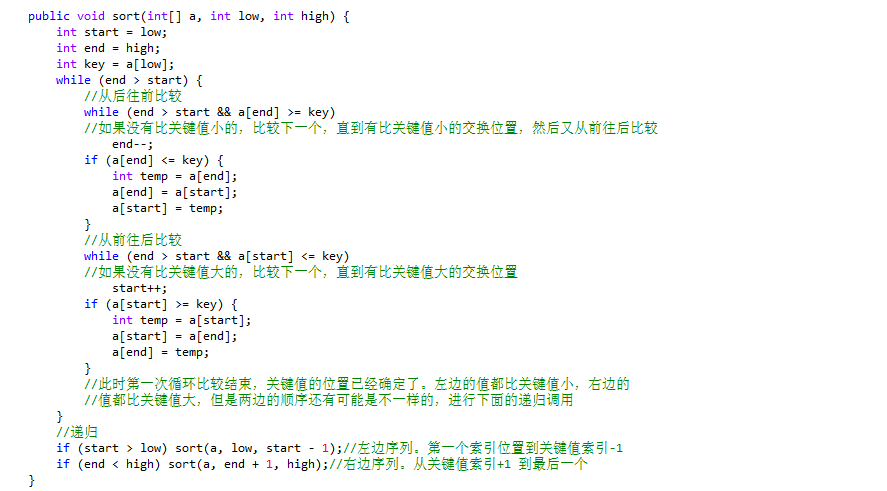 public void sort(int[] a, int low, int high) {
    int start = low;
    int end = high;
    int key = a[low];
    while (end > start) {
        //从后往前比较
        while (end > start && a[end] >= key)
        //如果没有比关键值小的，比较下一个，直到有比关键值小的交换位置，然后又从前往后比较
            end--;
        if (a[end] <= key) {
            int temp = a[end];
            a[end] = a[start];
            a[start] = temp;
        }
        //从前往后比较
        while (end > start && a[start] <= key)
        //如果没有比关键值大的，比较下一个，直到有比关键值大的交换位置
            start++;
        if (a[start] >= key) {
            int temp = a[start];
            a[start] = a[end];
            a[end] = temp;
        }
        //此时第一次循环比较结束，关键值的位置已经确定了。左边的值都比关键值小，右边的
        //值都比关键值大，但是两边的顺序还有可能是不一样的，进行下面的递归调用
    }
    //递归
    if (start > low) sort(a, low, start - 1);//左边序列。第一个索引位置到关键值索引-1
    if (end < high) sort(a, end + 1, high);//右边序列。从关键值索引+1 到最后一个
}